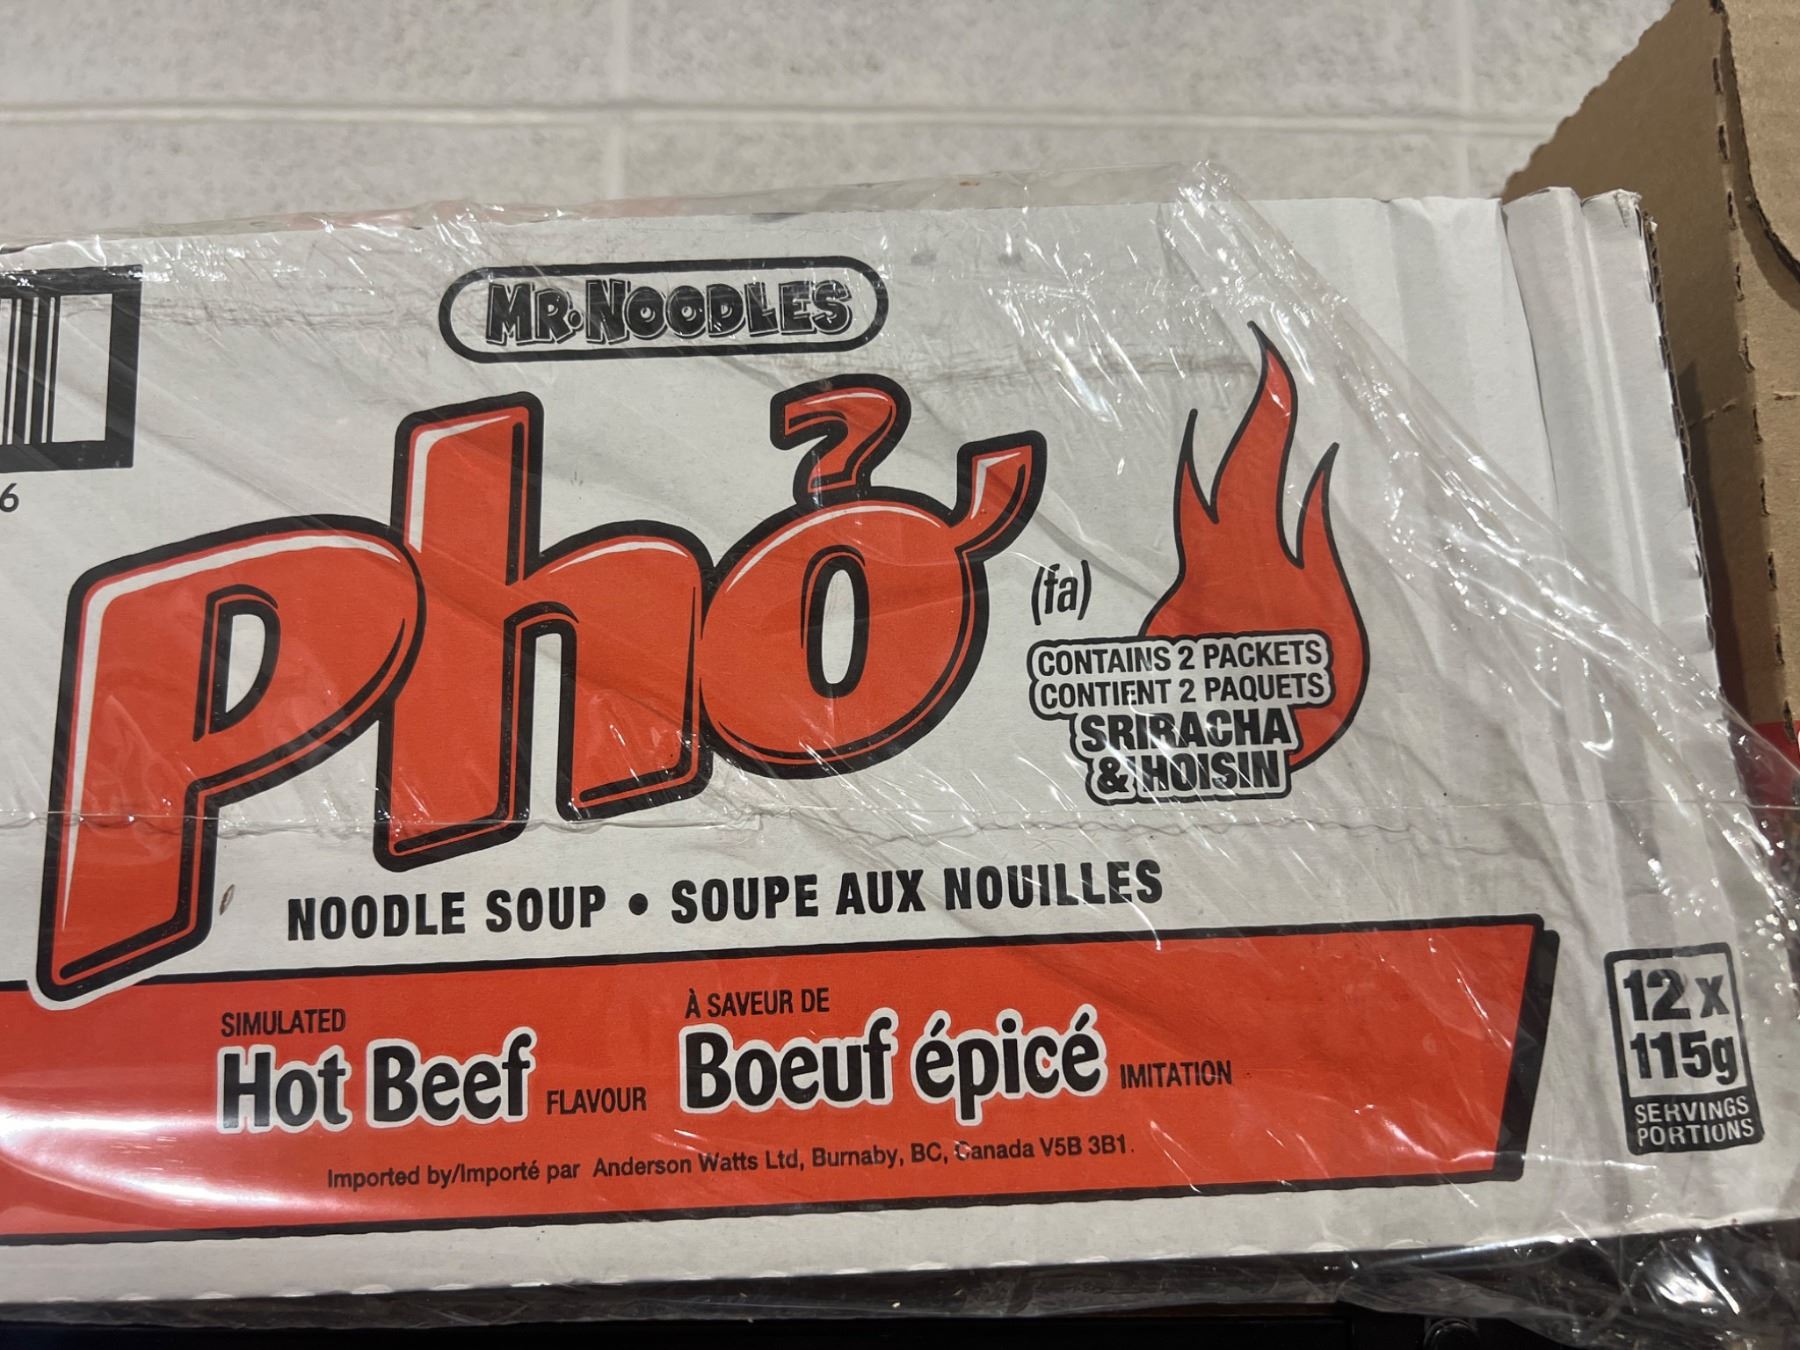 MR. NOODLES
6
phở
(fa)
CONTAINS 2 PACKETS
CONTIENT 2 PAQUETS
SRIRACHA
& HOISIN
NOODLE SOUP • SOUPE AUX NOUILLES
SIMULATED
Hot Beef FLAVOUR
À SAVEUR DE
Boeuf épicé IMITATION
Imported by/Importé par Anderson Watts Ltd, Burnaby, BC, Canada V5B 3B1.
12 x
115g
SERVINGS
PORTIONS